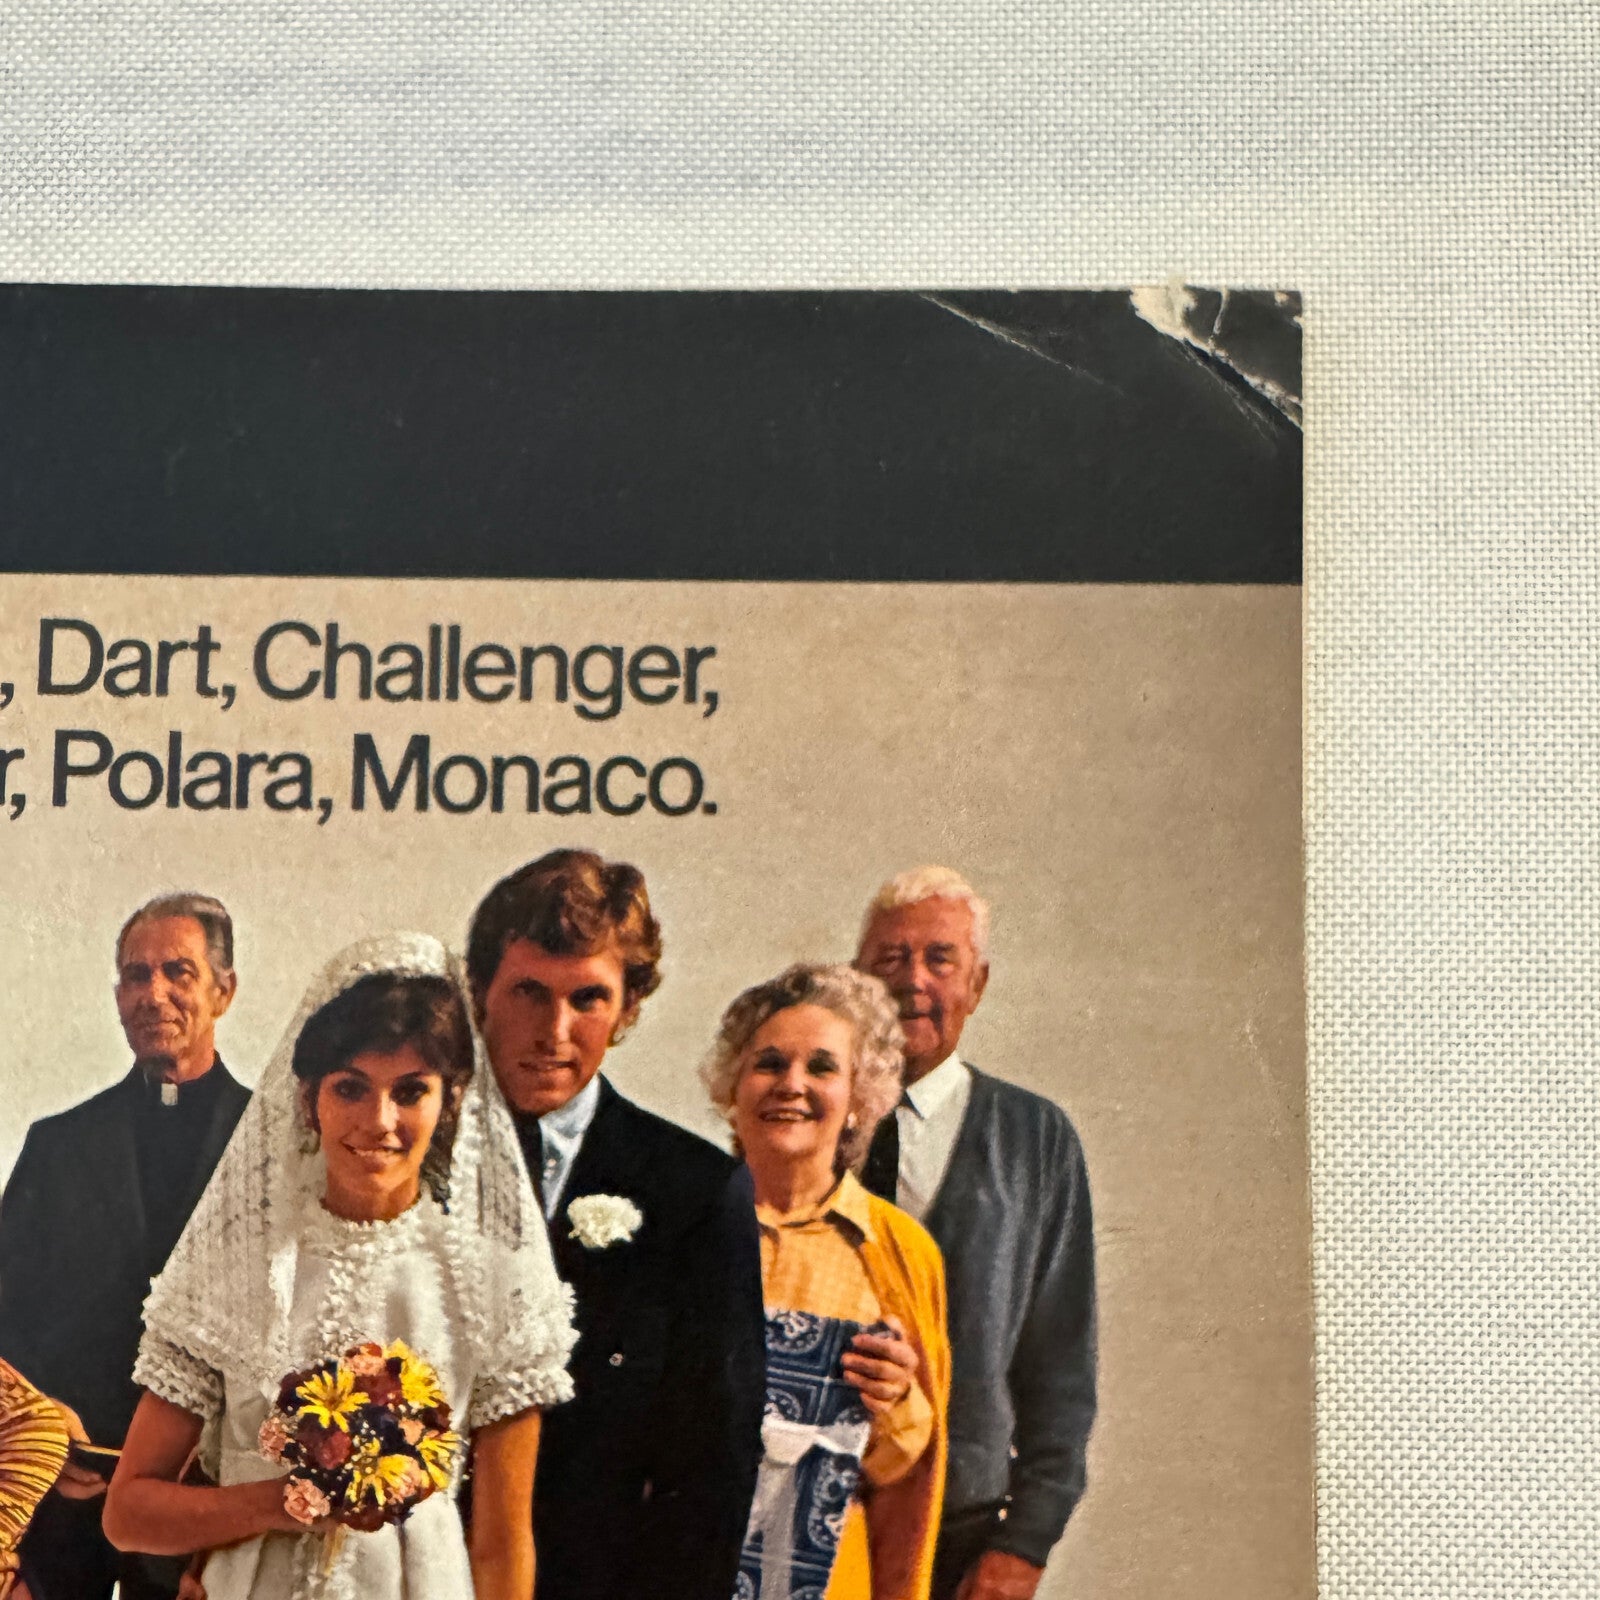 , Dart, Challenger,
r, Polara, Monaco.